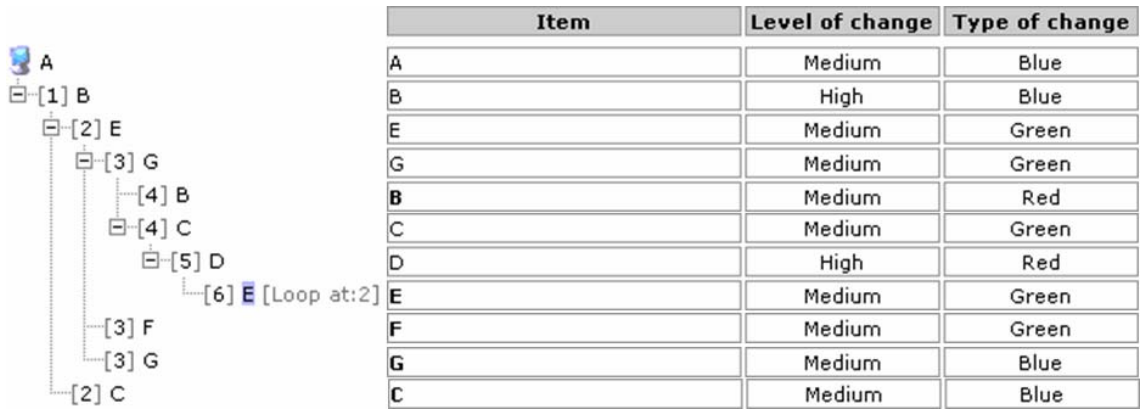 Item Level of change Type of change
A A Medium Blue
[1] B B High Blue
[2] E E Medium Green
[3] G G Medium Green
[4] B B Medium Red
[4] C C Medium Green
[5] D D High Red
[6] E [Loop at:2] E Medium Green
[3] F F Medium Green
[3] G G Medium Blue
[2] C C Medium Blue